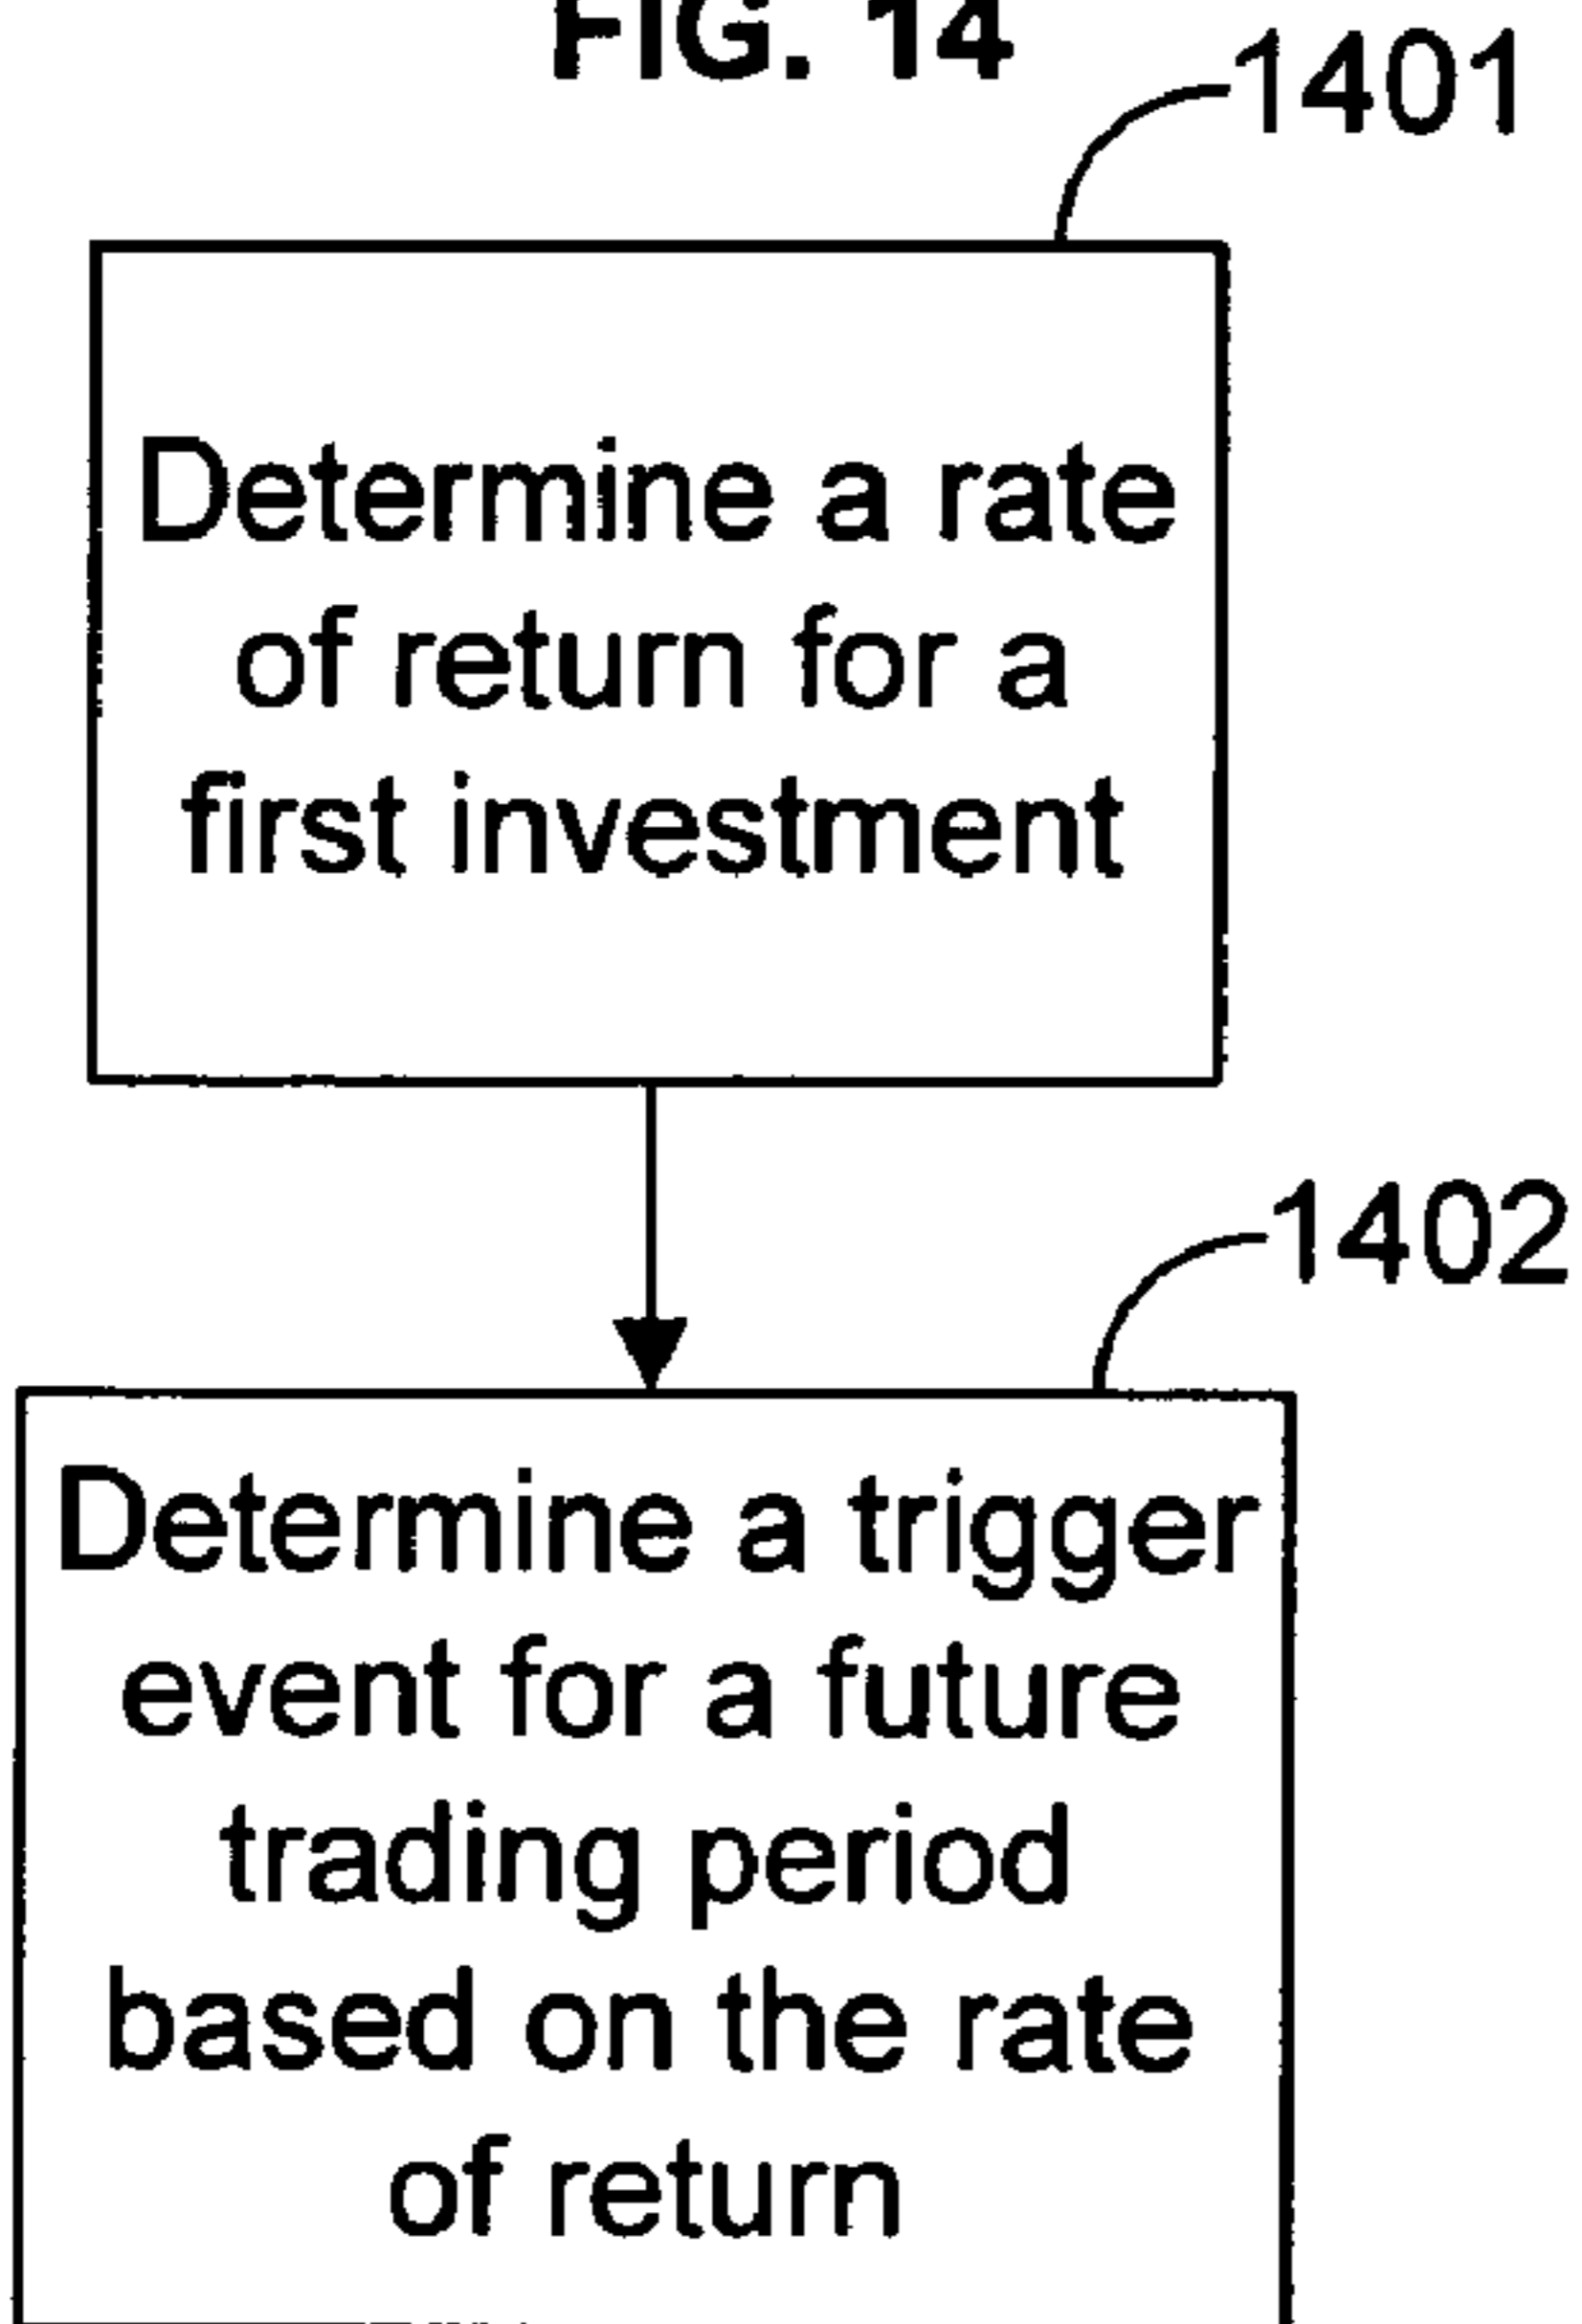 FIG. 14
1401
Determine a rate
of return for a
first investment
1402
Determine a trigger
event for a future
trading period
based on the rate
of return